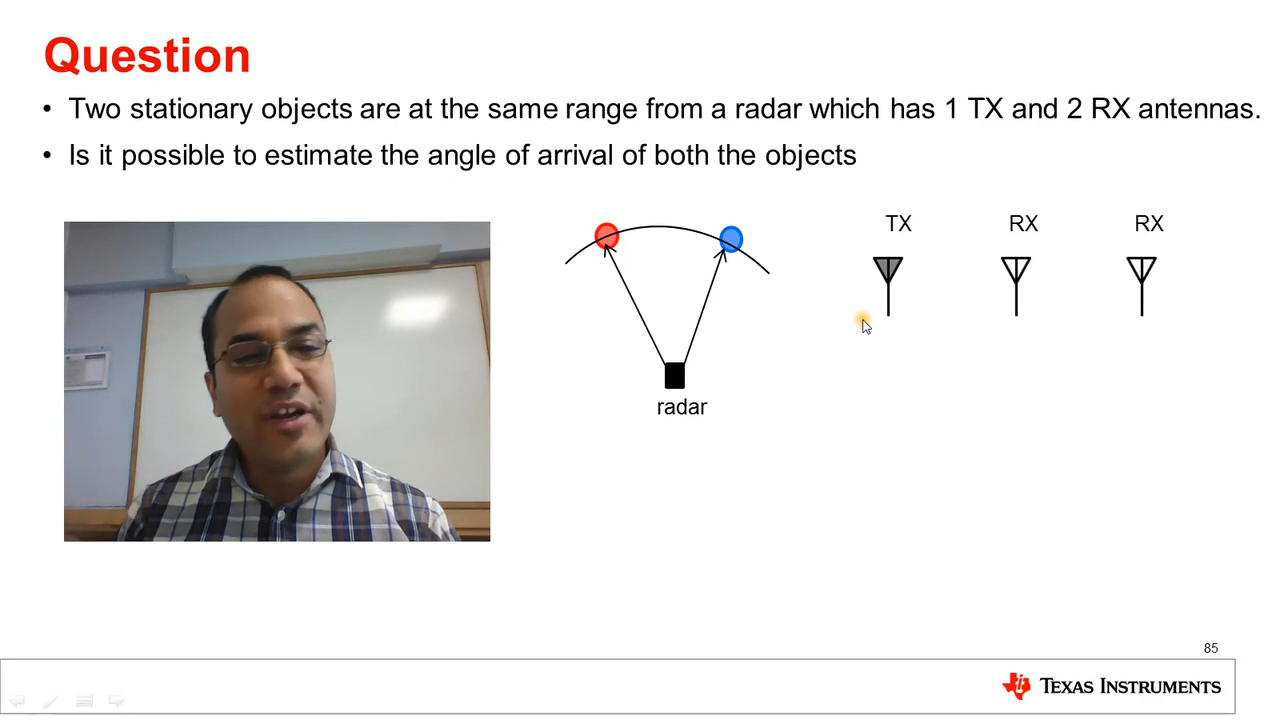 Question
• Two stationary objects are at the same range from a radar which has 1 TX and 2 RX antennas.
• Is it possible to estimate the angle of arrival of both the objects
TX RX RX
radar
85
TEXAS INSTRUMENTS